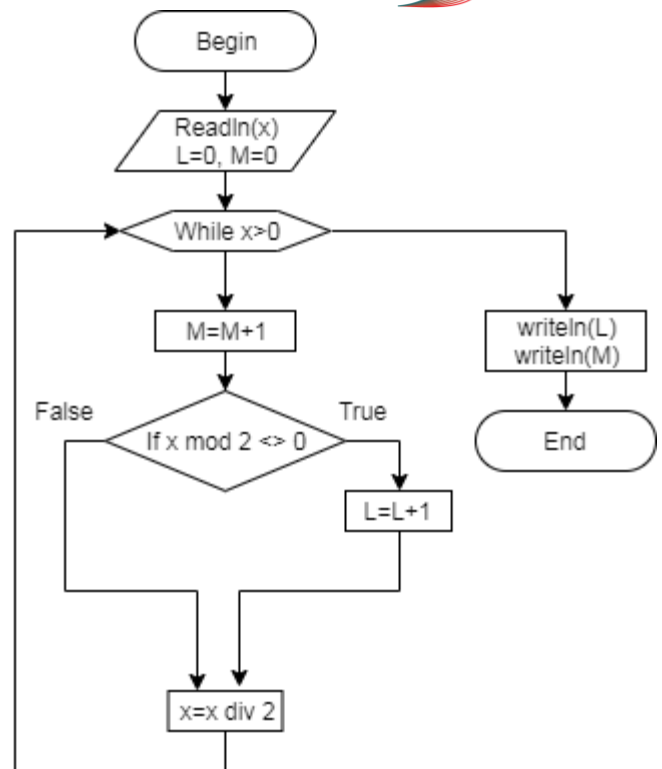 Begin
Readln(x)
L=0, M=0
While x>0
M=M+1
writeln(L)
writeln(M)
False
True
If x mod 2 <> 0
End
L=L+1
x=x div 2